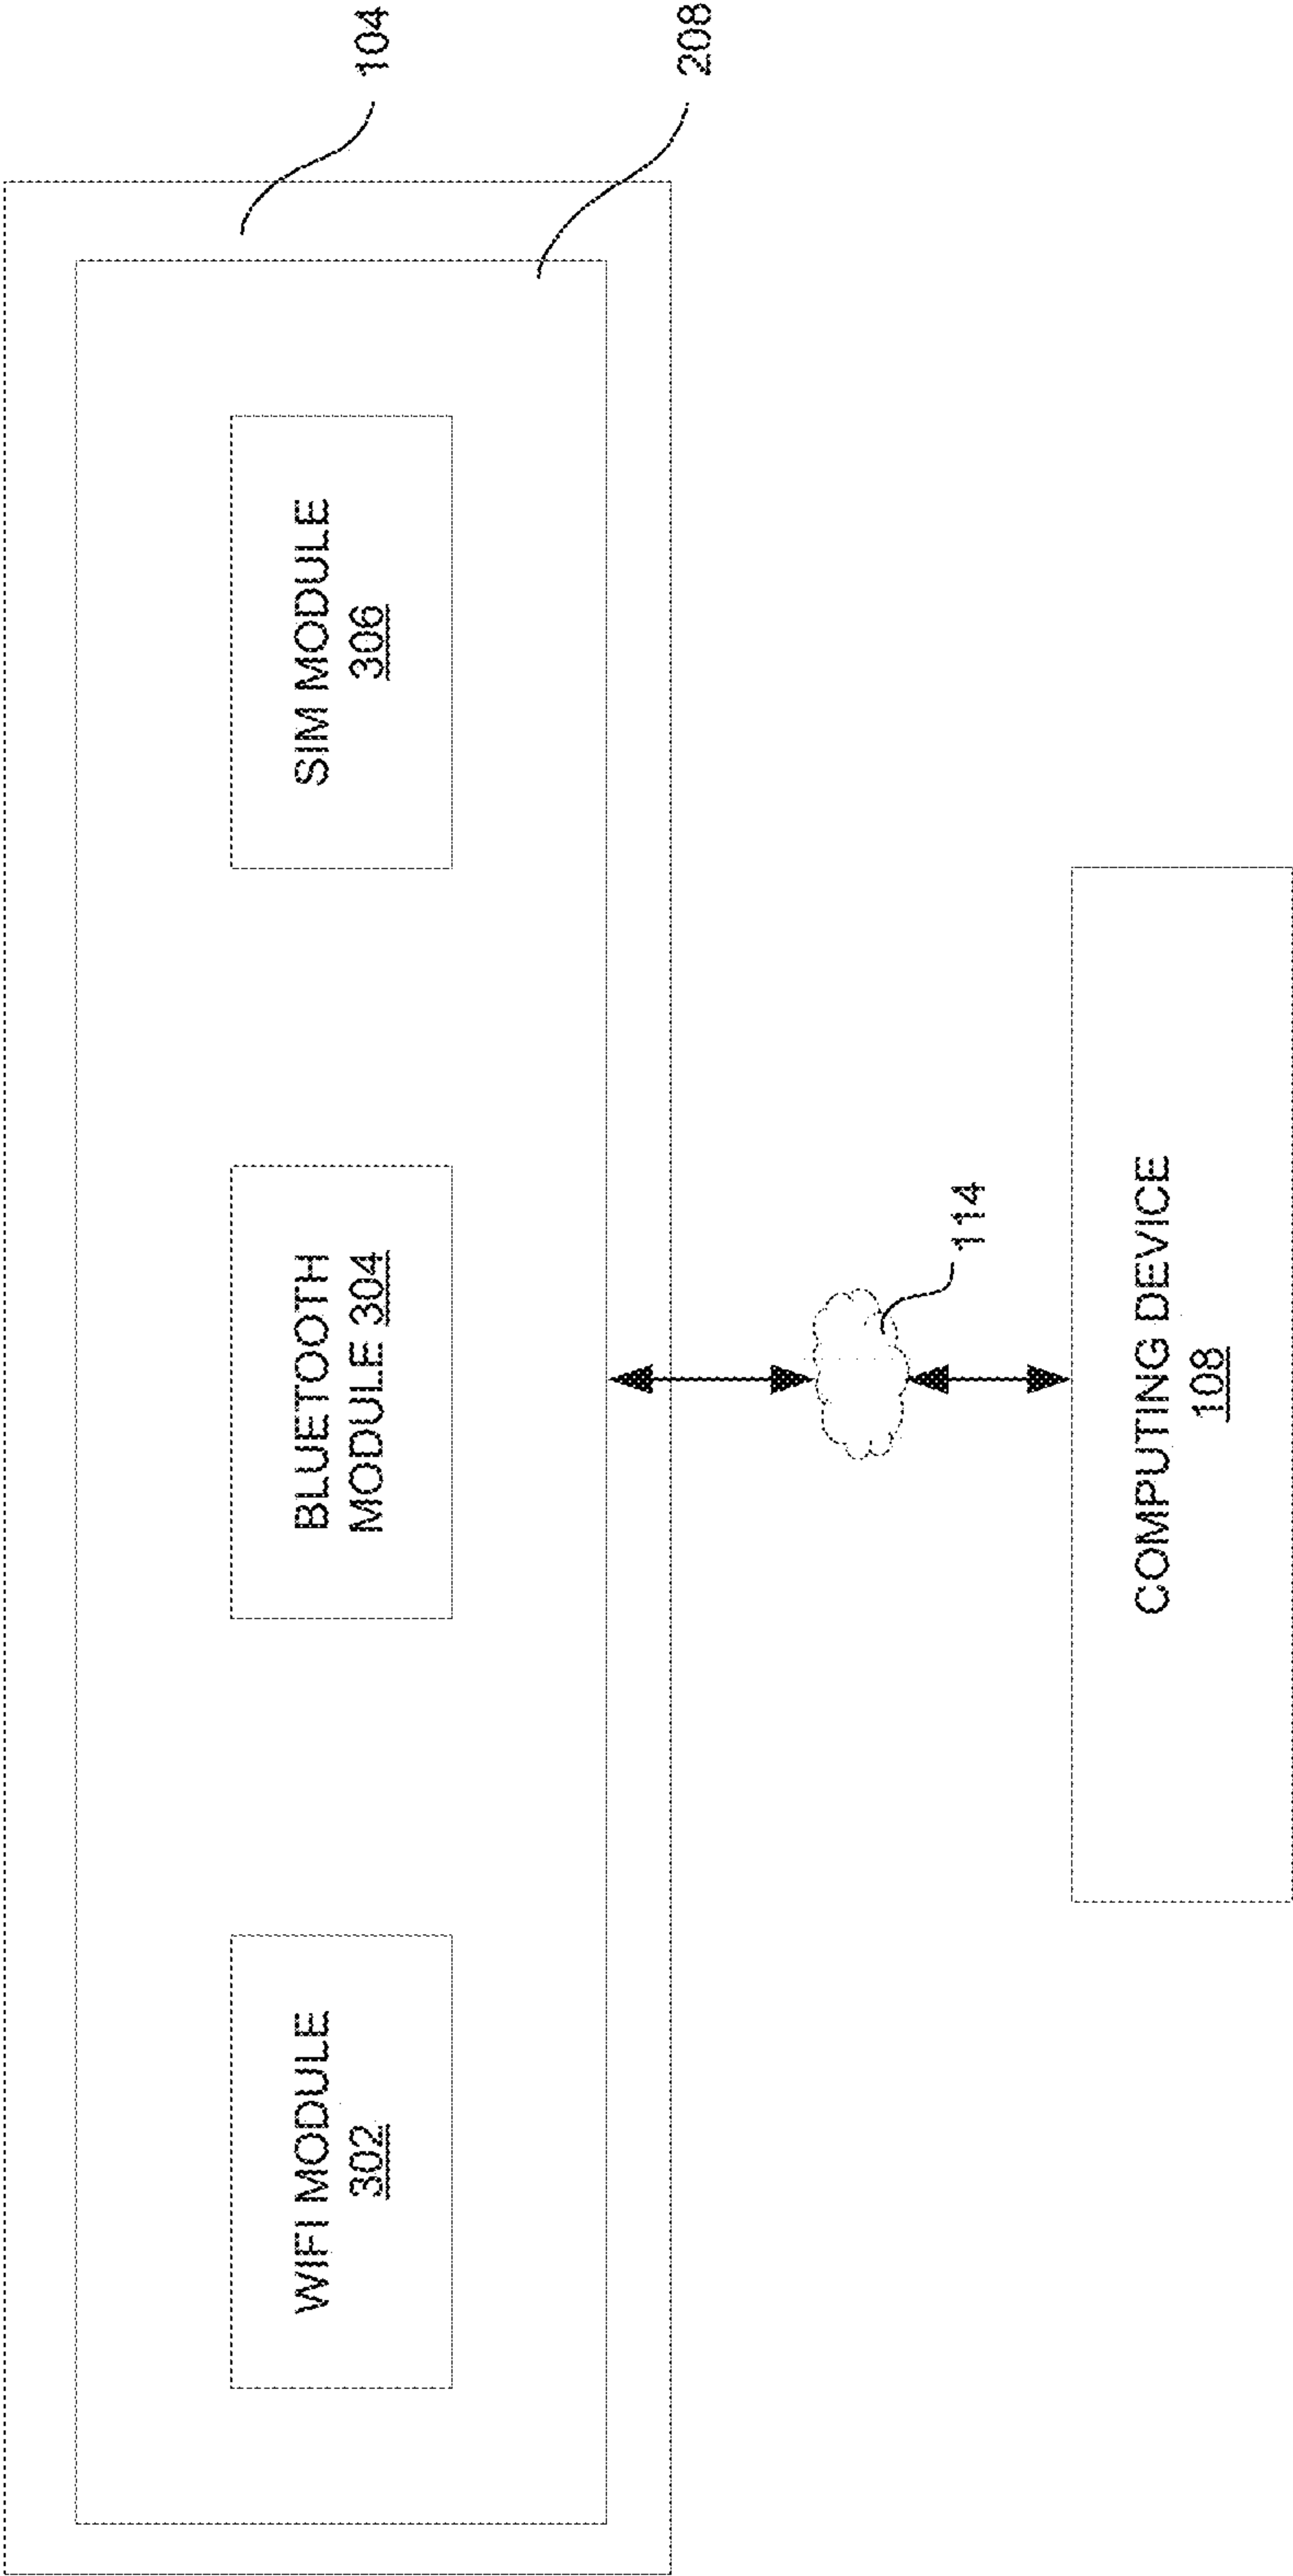 104
208
WIFI MODULE
302
BLUETOOTH
MODULE 304
SIM MODULE
306
114
COMPUTING DEVICE
108